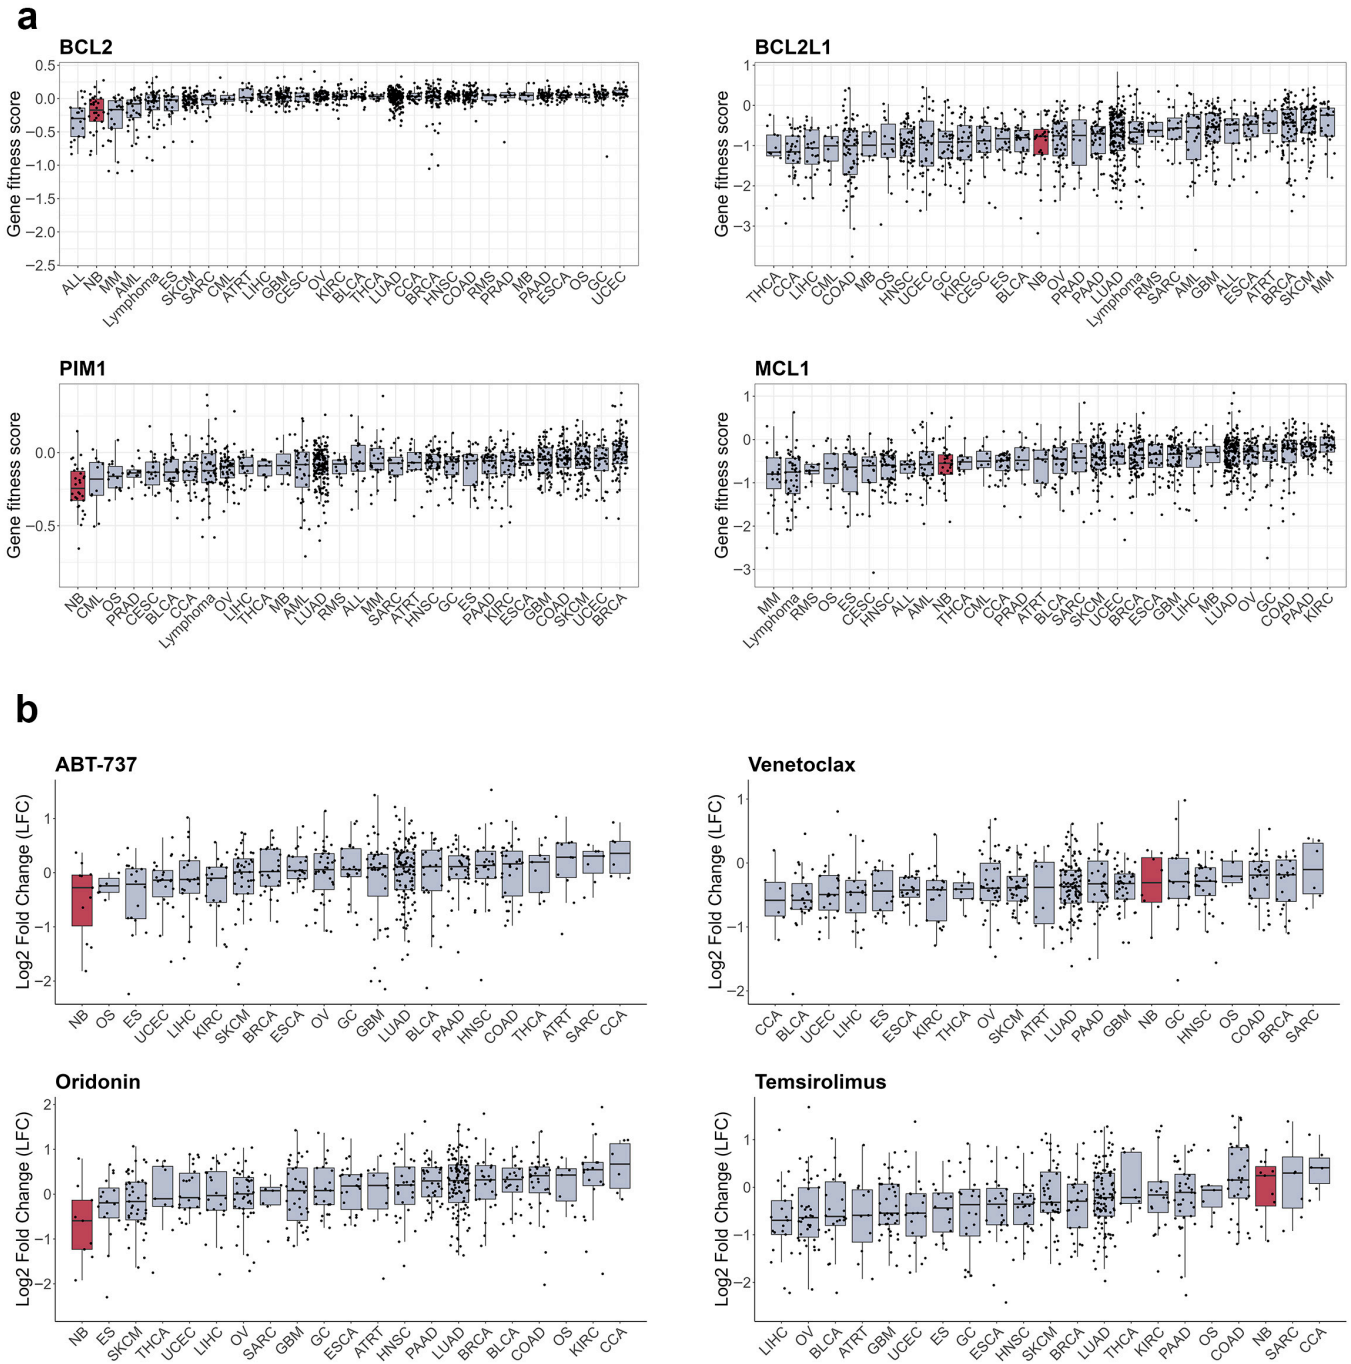 a
BCL2
Gene fitness score
0.5
0.0
−0.5
−1.0
−1.5
−2.0
−2.5
ALL NB MM AML Lymphoma ES SKCM SARC CML ATRT LIHC GBM CESC OV KIRC BLCA THCA LUAD CCA BRCA HNSC COAD RMS PRAD MB PAAD ESCA OS GC UCEC
BCL2L1
Gene fitness score
1
0
−1
−2
−3
THCA CCA LIHC CML COAD MB OS HNSC UCEC GC KIRC CESC ES BLCA NB OV PRAD PAAD LUAD Lymphoma RMS SARC AML GBM ALL ESCA ATRT BRCA SKCM MM
PIM1
Gene fitness score
0.0
−0.5
NB CML OS PRAD CESC BLCA CCA Lymphoma OV LIHC THCA MB AML LUAD RMS ALL MM SARC ATRT HNSC GC ES PAAD KIRC ESCA GBM COAD SKCM UCEC BRCA
MCL1
Gene fitness score
1
0
−1
−2
−3
MM Lymphoma RMS OS ES CESC HNSC ALL AML NB THCA CML CCA PRAD ATRT BLCA SARC SKCM UCEC BRCA ESCA GBM LIHC MB LUAD OV GC COAD PAAD KIRC
b
ABT-737
Log2 Fold Change (LFC)
1
0
−1
−2
NB OS ES UCEC LIHC KIRC SKCM BRCA ESCA OV GC GBM LUAD BLCA PAAD HNSC COAD THCA ATRT SARC CCA
Venetoclax
Log2 Fold Change (LFC)
1
0
−1
−2
CCA BLCA UCEC LIHC ES ESCA KIRC THCA OV SKCM ATRT LUAD PAAD GBM NB GC HNSC OS COAD BRCA SARC
Oridonin
Log2 Fold Change (LFC)
2
1
0
−1
−2
NB ES SKCM THCA UCEC LIHC OV SARC GBM GC ESCA ATRT HNSC PAAD LUAD BRCA BLCA COAD OS KIRC CCA
Temsirolimus
Log2 Fold Change (LFC)
1
0
−1
−2
LIHC OV BLCA ATRT GBM UCEC ES GC ESCA HNSC SKCM BRCA LUAD THCA KIRC PAAD OS COAD NB SARC CCA